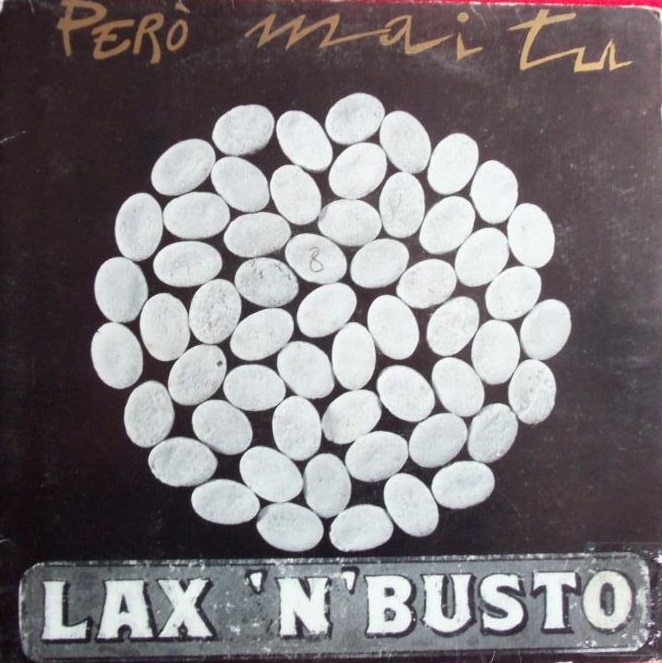 PERÒ mai tu
8
LAX 'N' BUSTO